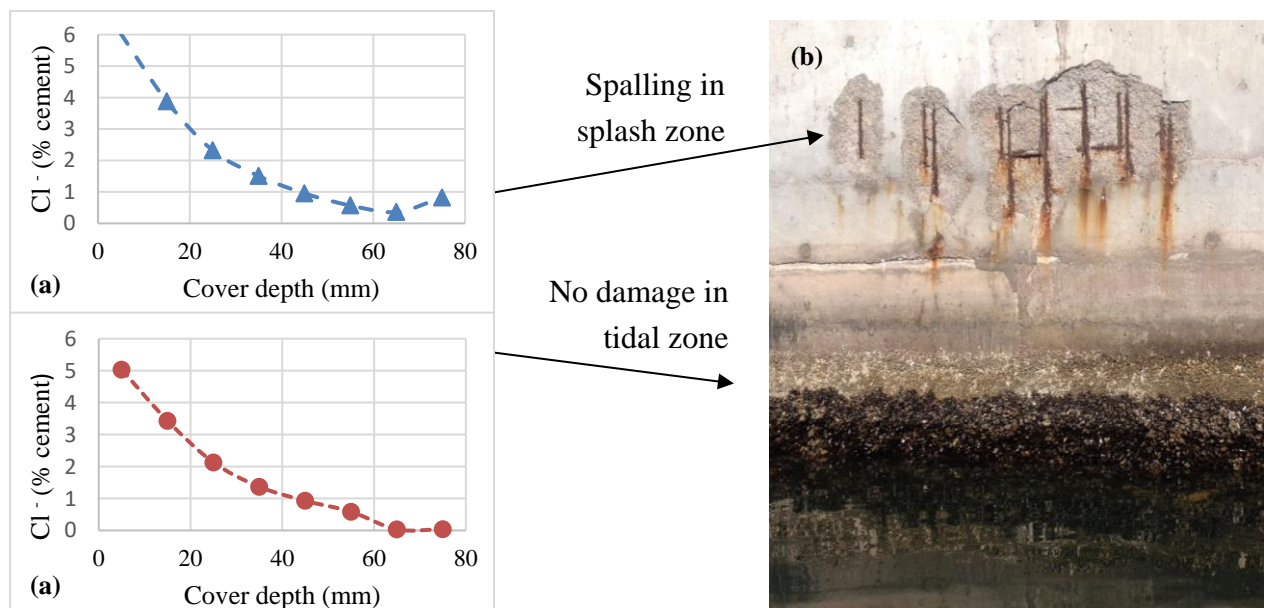 6
5
4
3
2
1
0
Cl - (% cement)
0 20 40 60 80
(a)
Cover depth (mm)
6
5
4
3
2
1
0
Cl - (% cement)
0 20 40 60 80
(a)
Cover depth (mm)
Spalling in
splash zone
No damage in
tidal zone
(b)